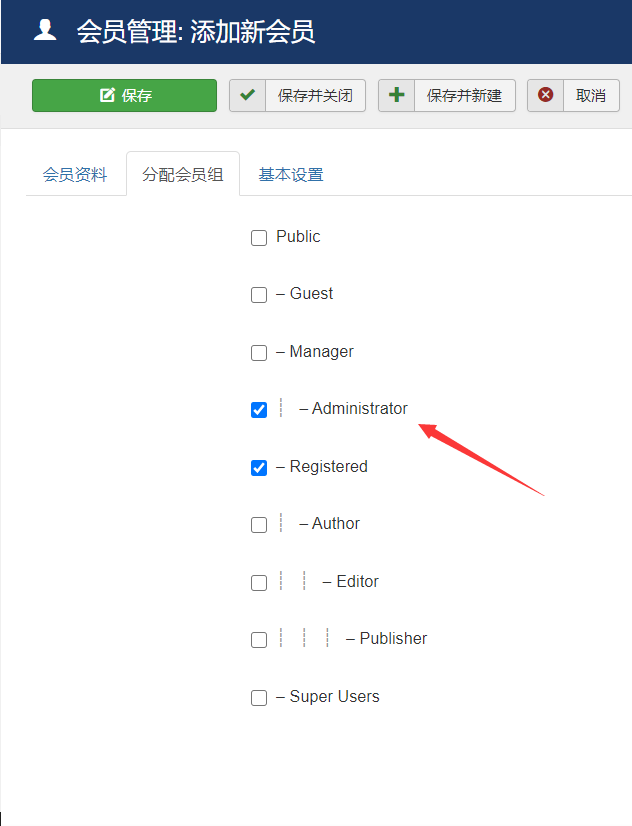 会员管理: 添加新会员
保存 保存并关闭 保存并新建 取消
会员资料 分配会员组 基本设置
Public
– Guest
– Manager
┊ – Administrator
– Registered
┊ – Author
┊ ┊ – Editor
┊ ┊ ┊ – Publisher
– Super Users